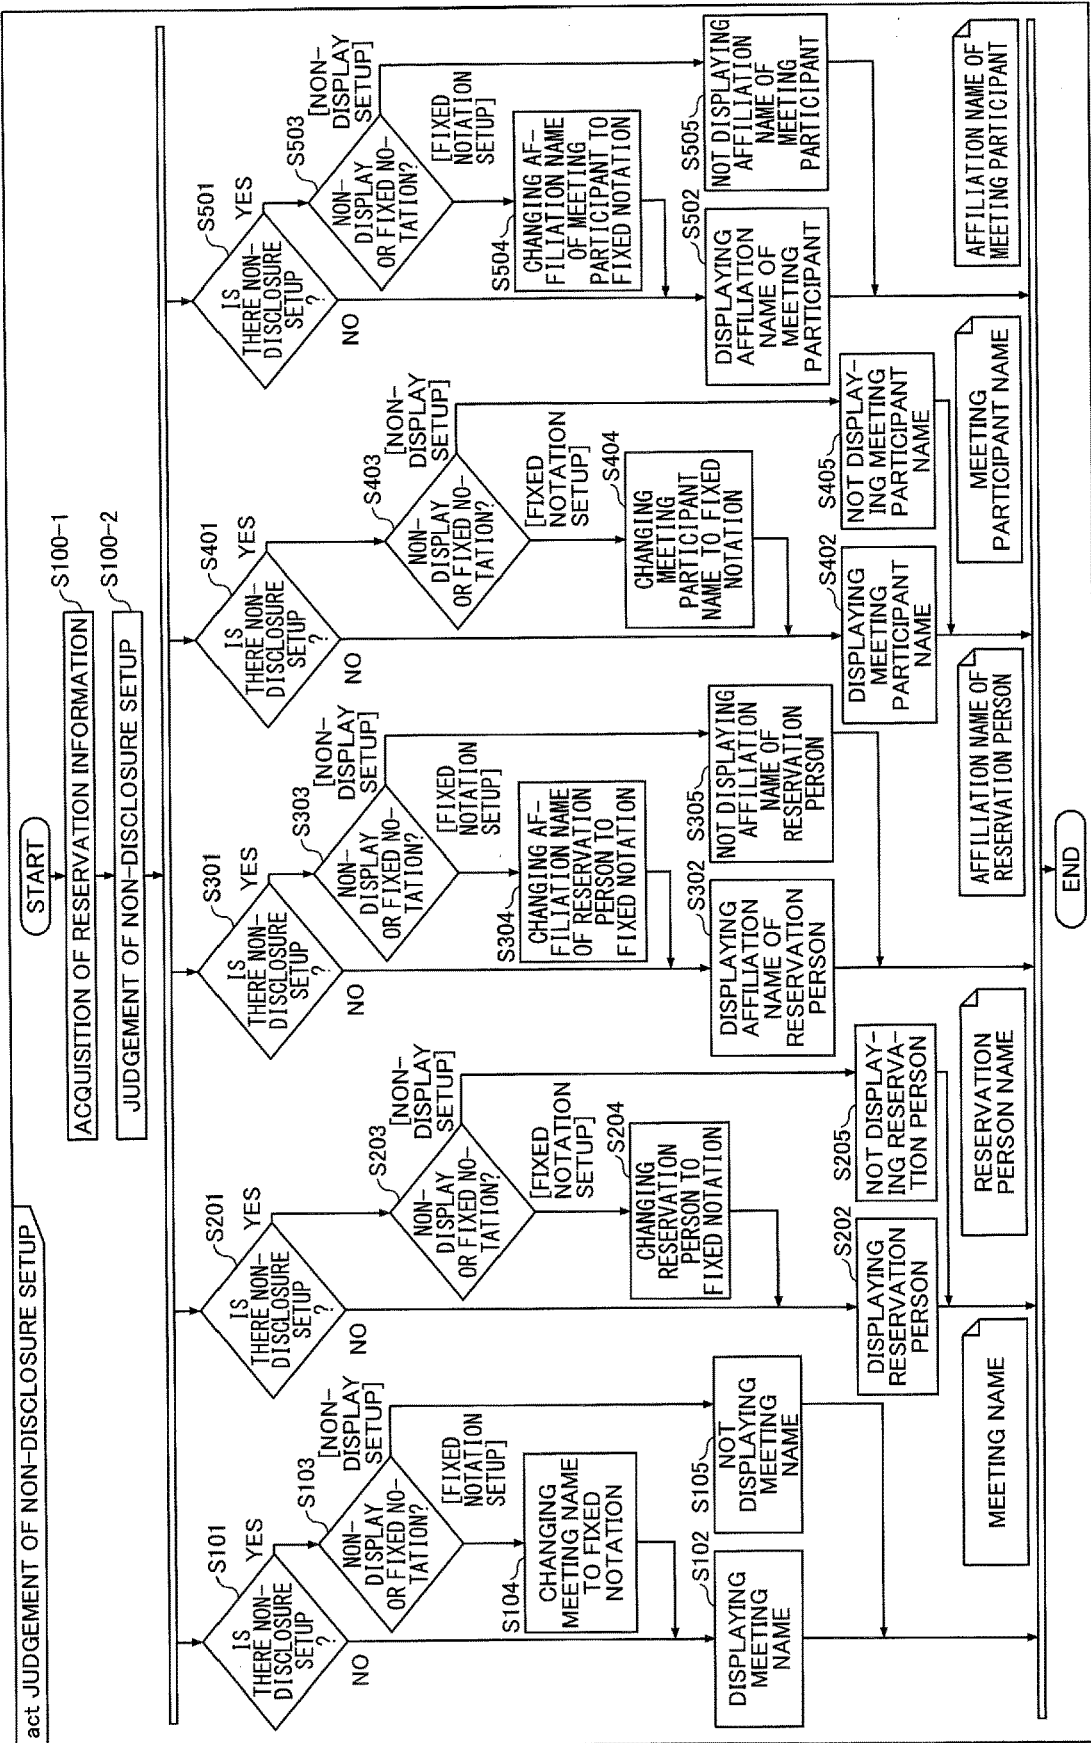 act JUDGEMENT OF NON-DISCLOSURE SETUP
START
ACQUISITION OF RESERVATION INFORMATION
S100-1
JUDGEMENT OF NON-DISCLOSURE SETUP
S100-2
S101
IS
THERE NON-
DISCLOSURE
SETUP
?
YES
NO
S103
NON-
DISPLAY
OR FIXED NO-
TATION?
[NON-
DISPLAY
SETUP]
[FIXED
NOTATION
SETUP]
S104
CHANGING
MEETING NAME
TO FIXED
NOTATION
S102
DISPLAYING
MEETING
NAME
S105
NOT
DISPLAYING
MEETING
NAME
MEETING NAME
S201
IS
THERE NON-
DISCLOSURE
SETUP
?
YES
NO
S203
NON-
DISPLAY
OR FIXED NO-
TATION?
[NON-
DISPLAY
SETUP]
[FIXED
NOTATION
SETUP]
S204
CHANGING
RESERVATION
PERSON TO
FIXED NOTATION
S202
DISPLAYING
RESERVATION
PERSON
S205
NOT DISPLAY-
ING RESERVA-
TION PERSON
RESERVATION
PERSON NAME
S301
IS
THERE NON-
DISCLOSURE
SETUP
?
YES
NO
S303
NON-
DISPLAY
OR FIXED NO-
TATION?
[NON-
DISPLAY
SETUP]
[FIXED
NOTATION
SETUP]
S304
CHANGING AF-
FILIATION NAME
OF RESERVATION
PERSON TO
FIXED NOTATION
S302
DISPLAYING
AFFILIATION
NAME OF
RESERVATION
PERSON
S305
NOT DISPLAYING
AFFILIATION
NAME OF
RESERVATION
PERSON
AFFILIATION NAME OF
RESERVATION PERSON
S401
IS
THERE NON-
DISCLOSURE
SETUP
?
YES
NO
S403
NON-
DISPLAY
OR FIXED NO-
TATION?
[NON-
DISPLAY
SETUP]
[FIXED
NOTATION
SETUP]
S404
CHANGING
MEETING
PARTICIPANT
NAME TO FIXED
NOTATION
S402
DISPLAYING
MEETING
PARTICIPANT
NAME
S405
NOT DISPLAY-
ING MEETING
PARTICIPANT
NAME
MEETING
PARTICIPANT NAME
S501
IS
THERE NON-
DISCLOSURE
SETUP
?
YES
NO
S503
NON-
DISPLAY
OR FIXED NO-
TATION?
[NON-
DISPLAY
SETUP]
[FIXED
NOTATION
SETUP]
S504
CHANGING AF-
FILIATION NAME
OF MEETING
PARTICIPANT TO
FIXED NOTATION
S502
DISPLAYING
AFFILIATION
NAME OF
MEETING
PARTICIPANT
S505
NOT DISPLAYING
AFFILIATION
NAME OF
MEETING
PARTICIPANT
AFFILIATION NAME OF
MEETING PARTICIPANT
END